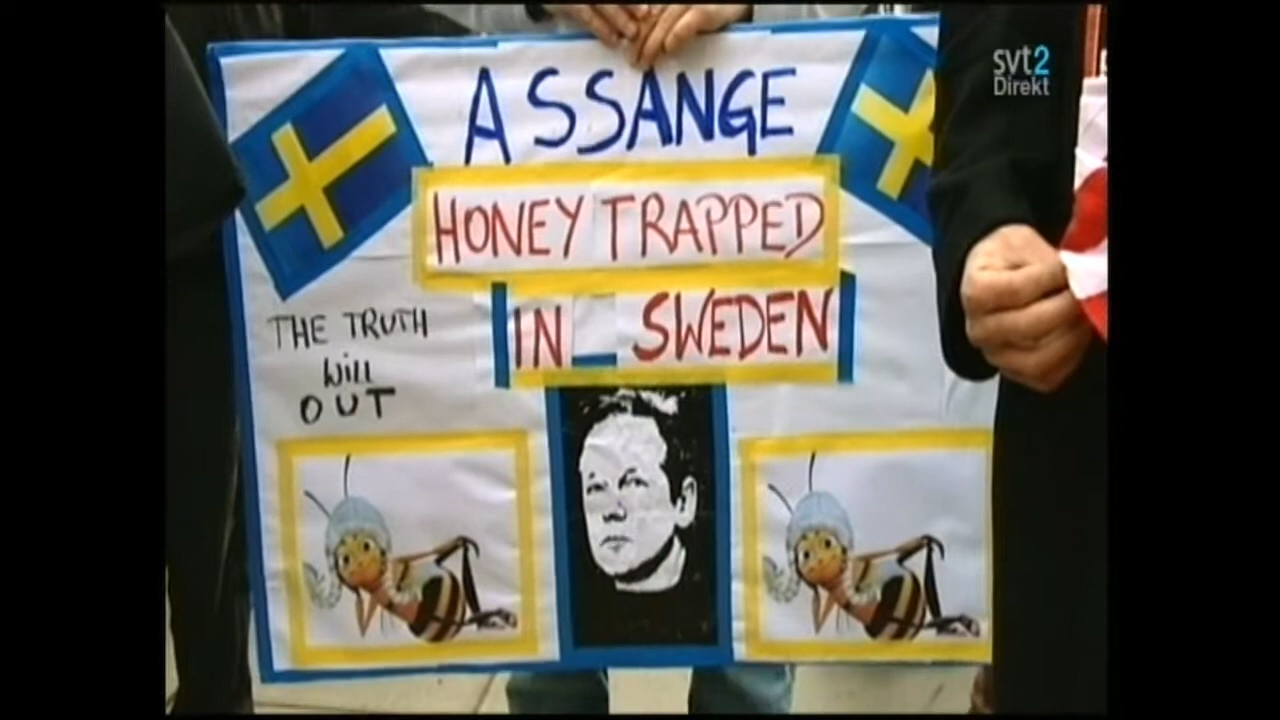 svt2
Direkt
ASSANGE
HONEY TRAPPED
IN _ SWEDEN
THE TRUTH
Will
OUT